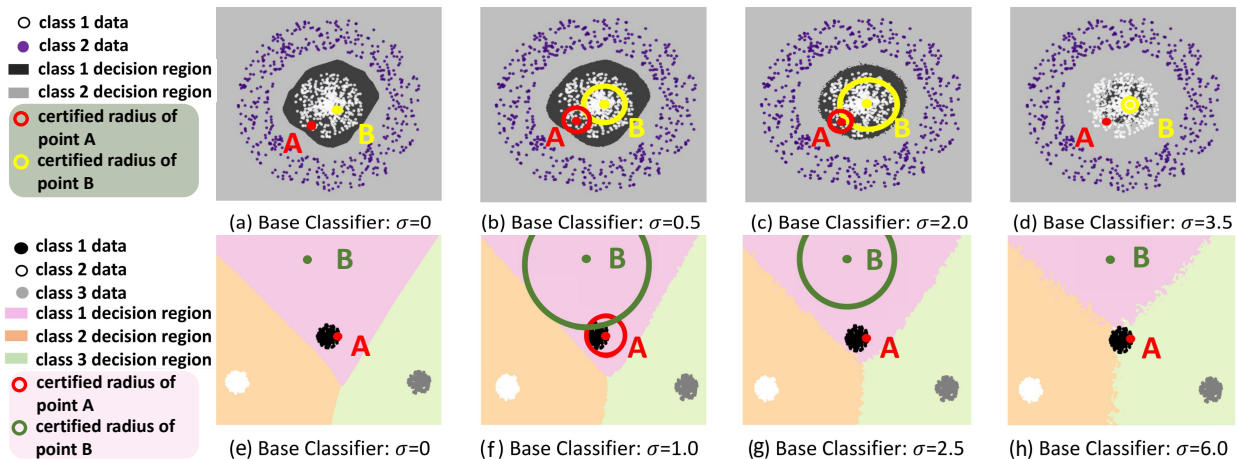 class 1 data
class 2 data
class 1 decision region
class 2 decision region
certified radius of
point A
certified radius of
point B
A
B
A
B
A
B
A
B
(a) Base Classifier: σ=0
(b) Base Classifier: σ=0.5
(c) Base Classifier: σ=2.0
(d) Base Classifier: σ=3.5
class 1 data
class 2 data
class 3 data
class 1 decision region
class 2 decision region
class 3 decision region
certified radius of
point A
certified radius of
point B
B
A
B
A
B
A
B
A
(e) Base Classifier: σ=0
(f) Base Classifier: σ=1.0
(g) Base Classifier: σ=2.5
(h) Base Classifier: σ=6.0